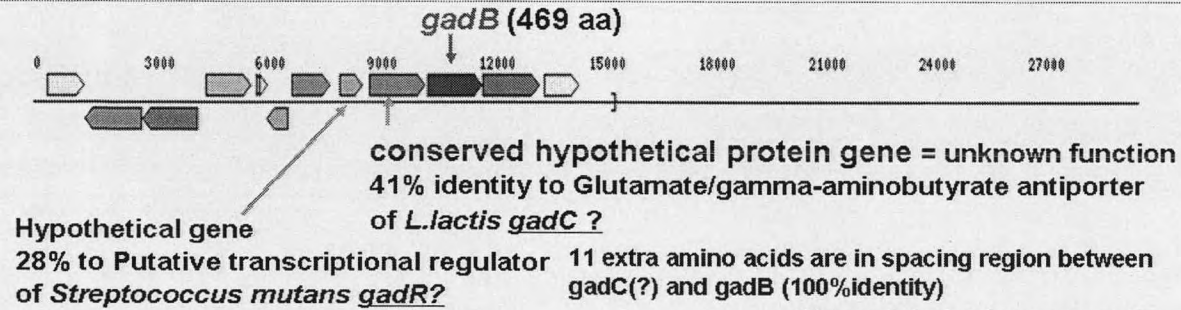 gadB (469 aa)
0 3000 6000 9000 12000 15000 18000 21000 24000 27000
conserved hypothetical protein gene = unknown function
41% identity to Glutamate/gamma-aminobutyrate antiporter
of L.lactis gadC ?
Hypothetical gene
28% to Putative transcriptional regulator
of Streptococcus mutans gadR?
11 extra amino acids are in spacing region between
gadC(?) and gadB (100%identity)